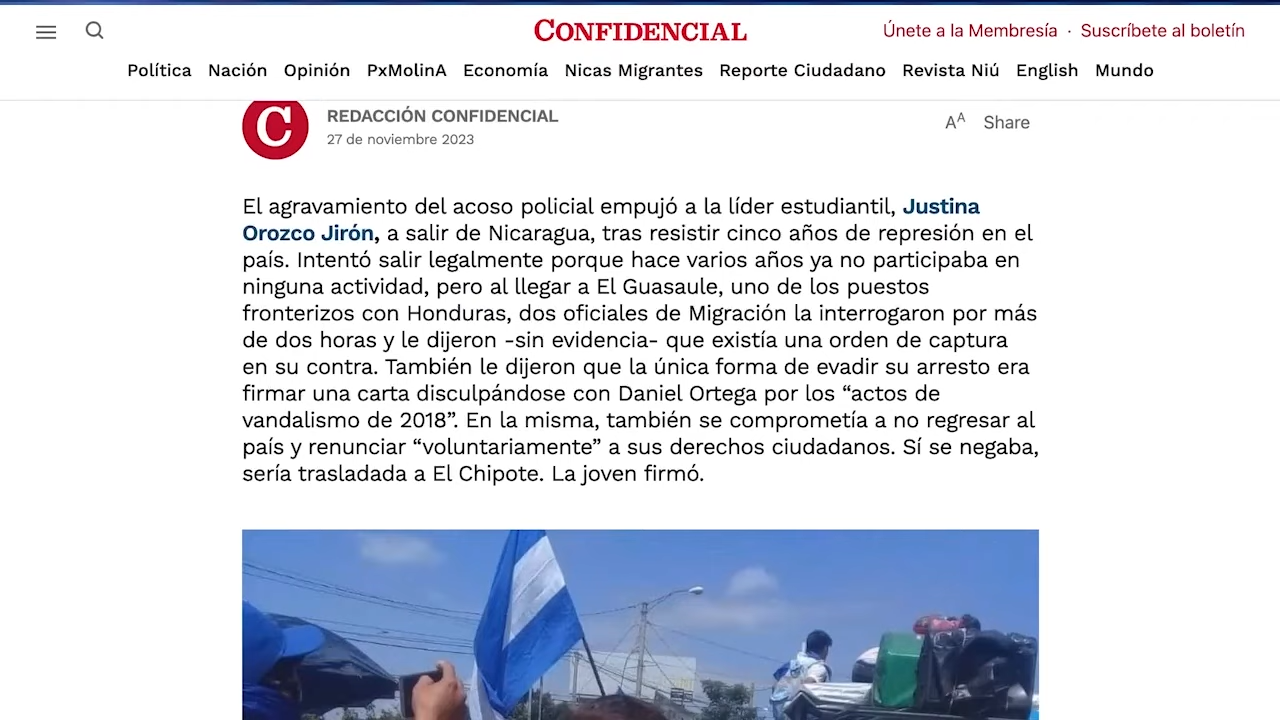 CONFIDENCIAL
Únete a la Membresía · Suscríbete al boletín
Política Nación Opinión PxMolinA Economía Nicas Migrantes Reporte Ciudadano Revista Niú English Mundo
C
REDACCIÓN CONFIDENCIAL
27 de noviembre 2023
AA Share
El agravamiento del acoso policial empujó a la líder estudiantil, Justina
Orozco Jirón, a salir de Nicaragua, tras resistir cinco años de represión en el
país. Intentó salir legalmente porque hace varios años ya no participaba en
ninguna actividad, pero al llegar a El Guasaule, uno de los puestos
fronterizos con Honduras, dos oficiales de Migración la interrogaron por más
de dos horas y le dijeron -sin evidencia- que existía una orden de captura
en su contra. También le dijeron que la única forma de evadir su arresto era
firmar una carta disculpándose con Daniel Ortega por los “actos de
vandalismo de 2018”. En la misma, también se comprometía a no regresar al
país y renunciar “voluntariamente” a sus derechos ciudadanos. Sí se negaba,
sería trasladada a El Chipote. La joven firmó.